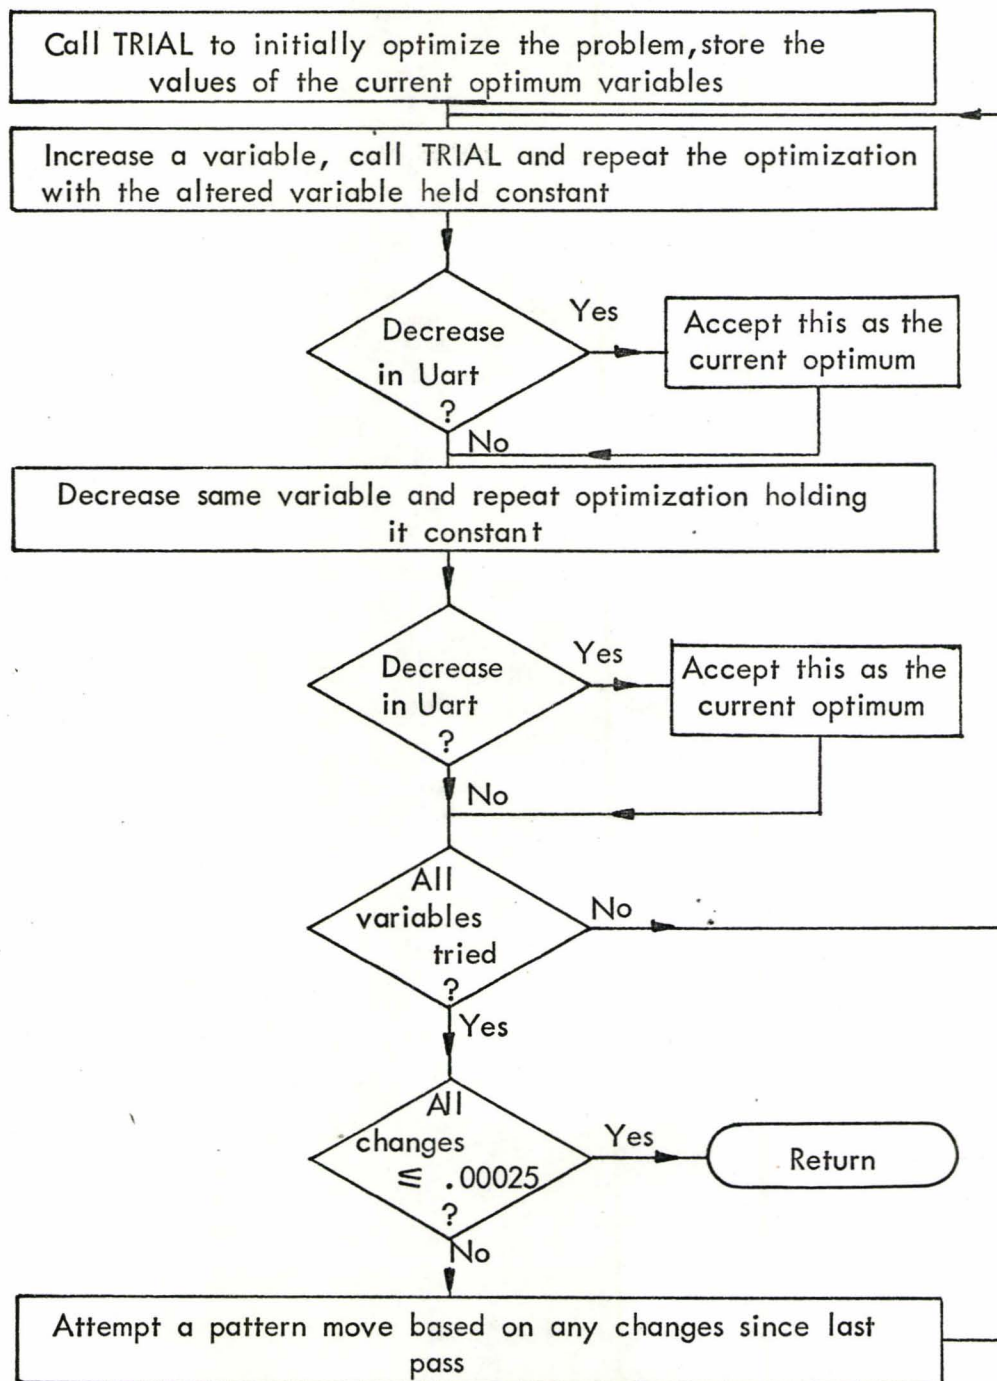 Call TRIAL to initially optimize the problem,store the
values of the current optimum variables
Increase a variable, call TRIAL and repeat the optimization
with the altered variable held constant
Decrease
in Uart
?
Yes
Accept this as the
current optimum
No
Decrease same variable and repeat optimization holding
it constant
Decrease
in Uart
?
Yes
Accept this as the
current optimum
No
All
variables
tried
?
No
Yes
All
changes
≦ .00025
?
Yes
Return
No
Attempt a pattern move based on any changes since last
pass